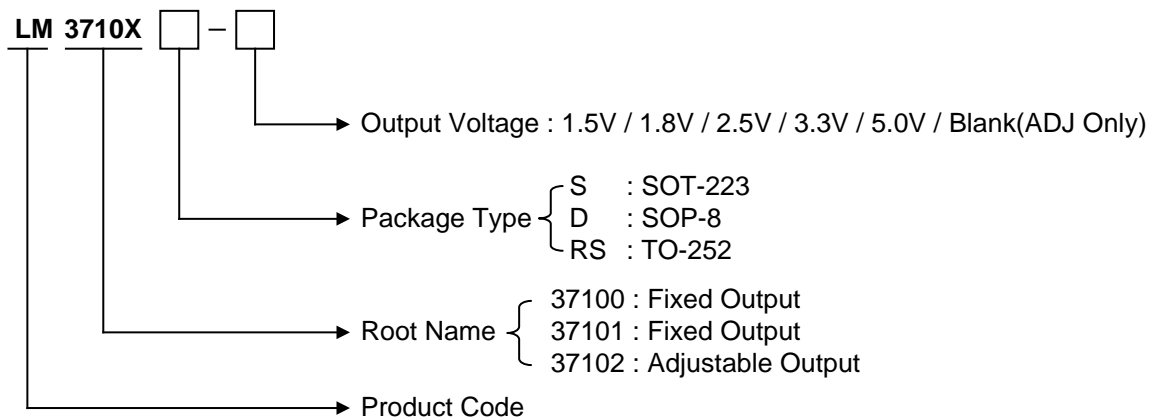 LM 3710X □ – □
Output Voltage : 1.5V / 1.8V / 2.5V / 3.3V / 5.0V / Blank(ADJ Only)
S : SOT-223
Package Type D : SOP-8
RS : TO-252
37100 : Fixed Output
Root Name 37101 : Fixed Output
37102 : Adjustable Output
Product Code